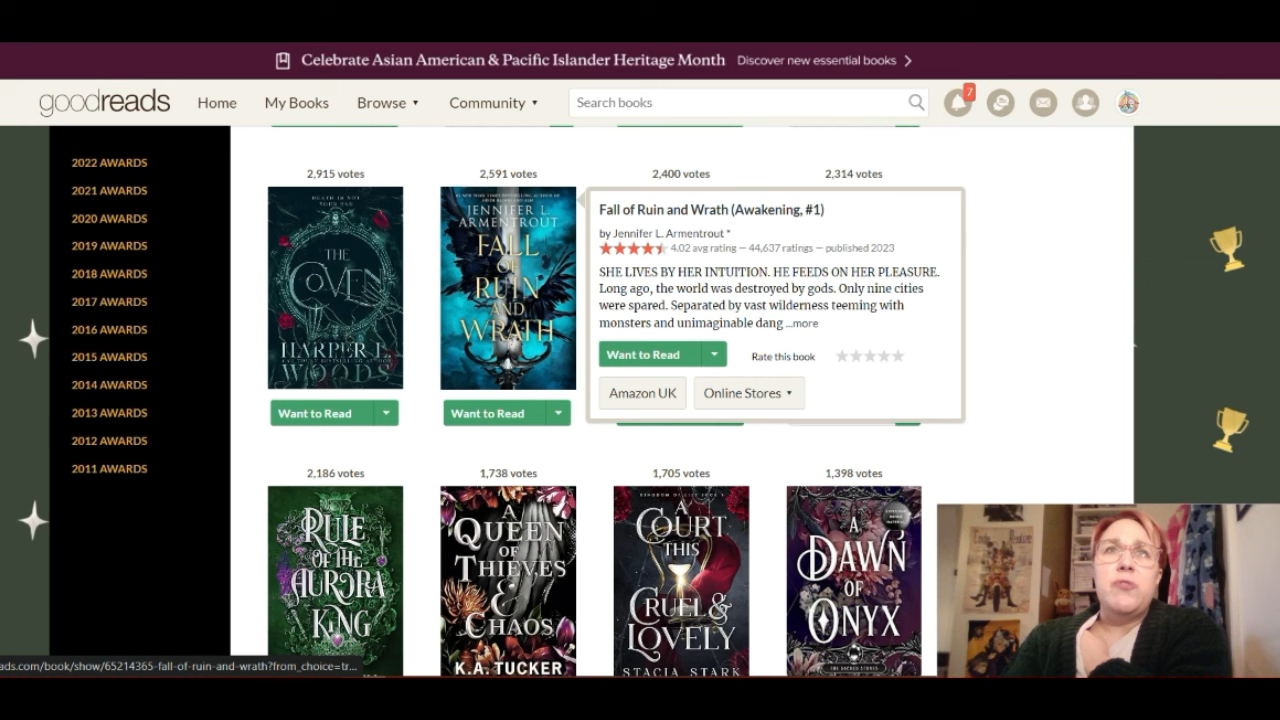 Celebrate Asian American & Pacific Islander Heritage Month Discover new essential books
goodreads Home My Books Browse Community Search books 7
2022 AWARDS
2021 AWARDS
2020 AWARDS
2019 AWARDS
2018 AWARDS
2017 AWARDS
2016 AWARDS
2015 AWARDS
2014 AWARDS
2013 AWARDS
2012 AWARDS
2011 AWARDS
2,915 votes 2,591 votes 2,400 votes 2,314 votes
DEATH IS NOT
YOUR END
THE
COVEN
HARPER L.
WOODS
JENNIFER L.
ARMENTROUT
FALL
OF
RUIN
AND
WRATH
Fall of Ruin and Wrath (Awakening, #1)
by Jennifer L. Armentrout *
4.02 avg rating — 44,637 ratings — published 2023
SHE LIVES BY HER INTUITION. HE FEEDS ON HER PLEASURE.
Long ago, the world was destroyed by gods. Only nine cities
were spared. Separated by vast wilderness teeming with
monsters and unimaginable dang ...more
Want to Read Rate this book
Amazon UK Online Stores
Want to Read Want to Read
2,186 votes 1,738 votes 1,705 votes 1,398 votes
RULE
OF THE
AURORA
KING
A
QUEEN
OF
THIEVES
&
CHAOS
K.A. TUCKER
A
COURT
THIS
CRUEL &
LOVELY
STACIA STARK
A
DAWN
OF
ONYX
THE SACRED STONES
ads.com/book/show/65214365-fall-of-ruin-and-wrath?from_choice=tr...